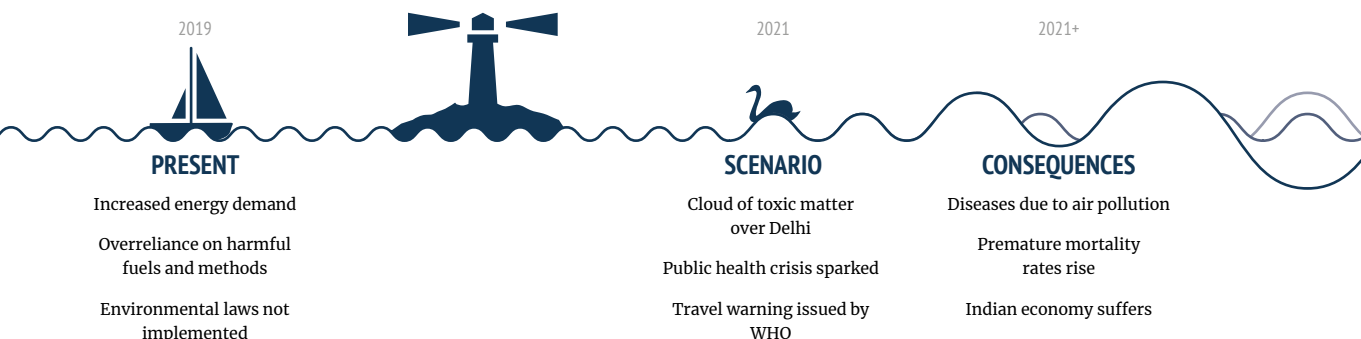 2019
2021
2021+
PRESENT
Increased energy demand
Overreliance on harmful
fuels and methods
Environmental laws not
implemented
SCENARIO
Cloud of toxic matter
over Delhi
Public health crisis sparked
Travel warning issued by
WHO
CONSEQUENCES
Diseases due to air pollution
Premature mortality
rates rise
Indian economy suffers